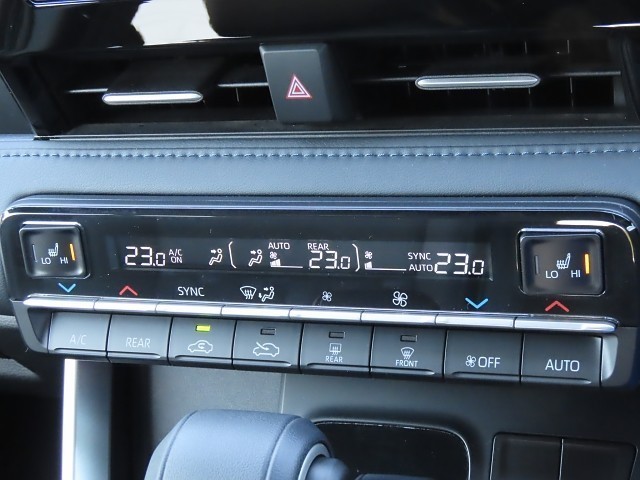 LO HI 23.0 A/C ON AUTO REAR 23.0 SYNC AUTO 23.0 LO HI
SYNC
A/C REAR REAR FRONT OFF AUTO